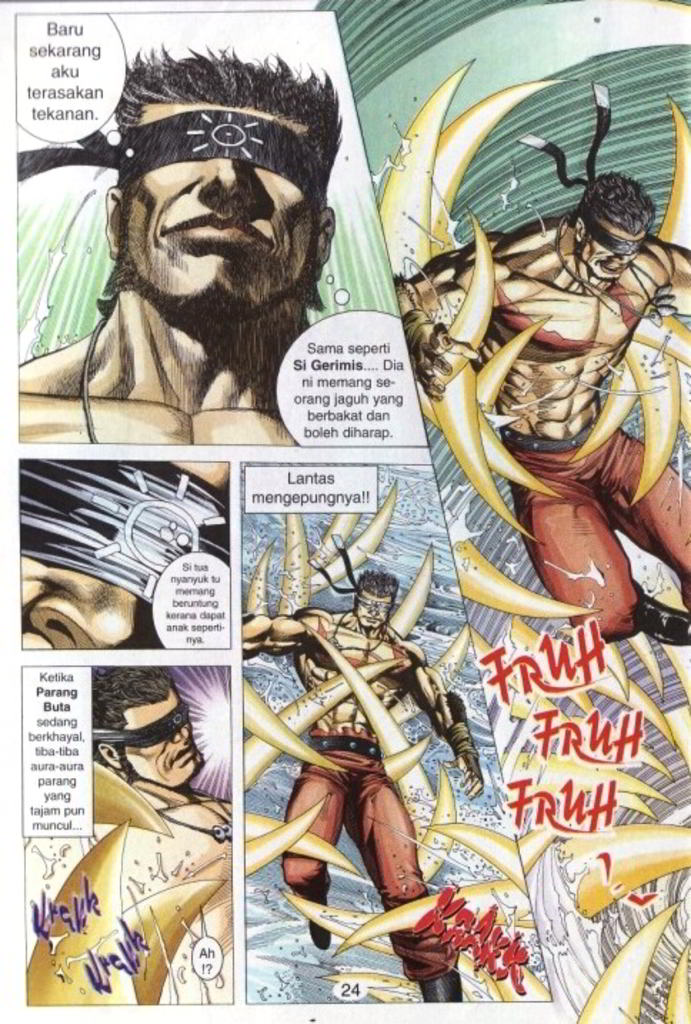 Baru
sekarang
aku
terasakan
tekanan.
Sama seperti
Si Gerimis.... Dia
ni memang se-
orang jaguh yang
berbakat dan
boleh diharap.
Si tua
nyanyuk tu
memang
beruntung
kerana dapat
anak seperti-
nya.
Lantas
mengepungnya!!
Ketika
Parang
Buta
sedang
berkhayal,
tiba-tiba
aura-aura
parang
yang
tajam pun
muncul...
Krakk
Krakk
Ah
!?
FRUH
FRUH
FRUH
!
24